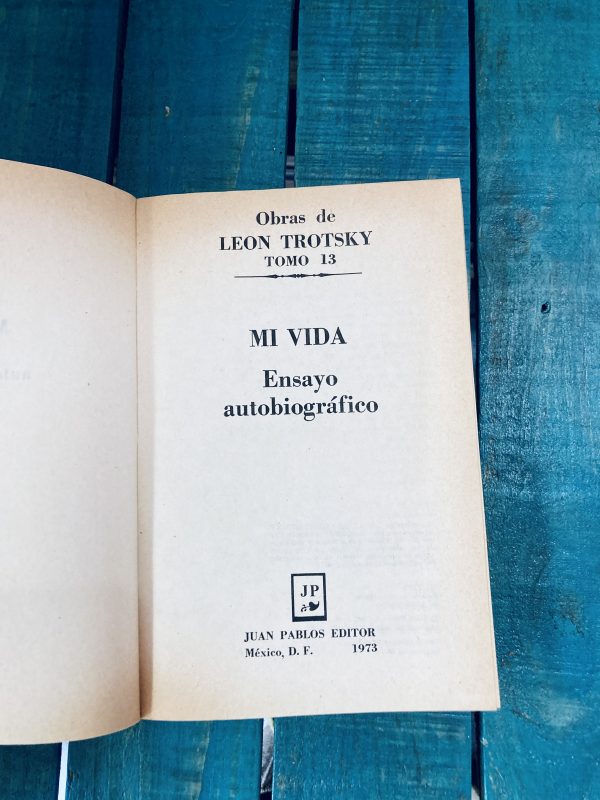 Obras de
LEON TROTSKY
TOMO 13
MI VIDA
Ensayo
autobiográfico
JP
JUAN PABLOS EDITOR
México, D. F. 1973